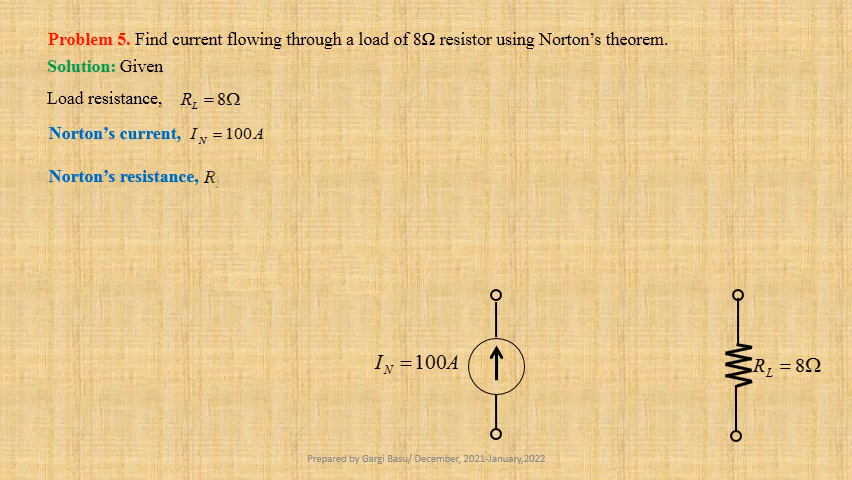 Problem 5. Find current flowing through a load of 8Ω resistor using Norton's theorem.
Solution: Given
Load resistance, R_L = 8Ω
Norton's current, I_N = 100A
Norton's resistance, R
I_N = 100A
R_L = 8Ω
Prepared by Gargi Basu/ December, 2021-January,2022